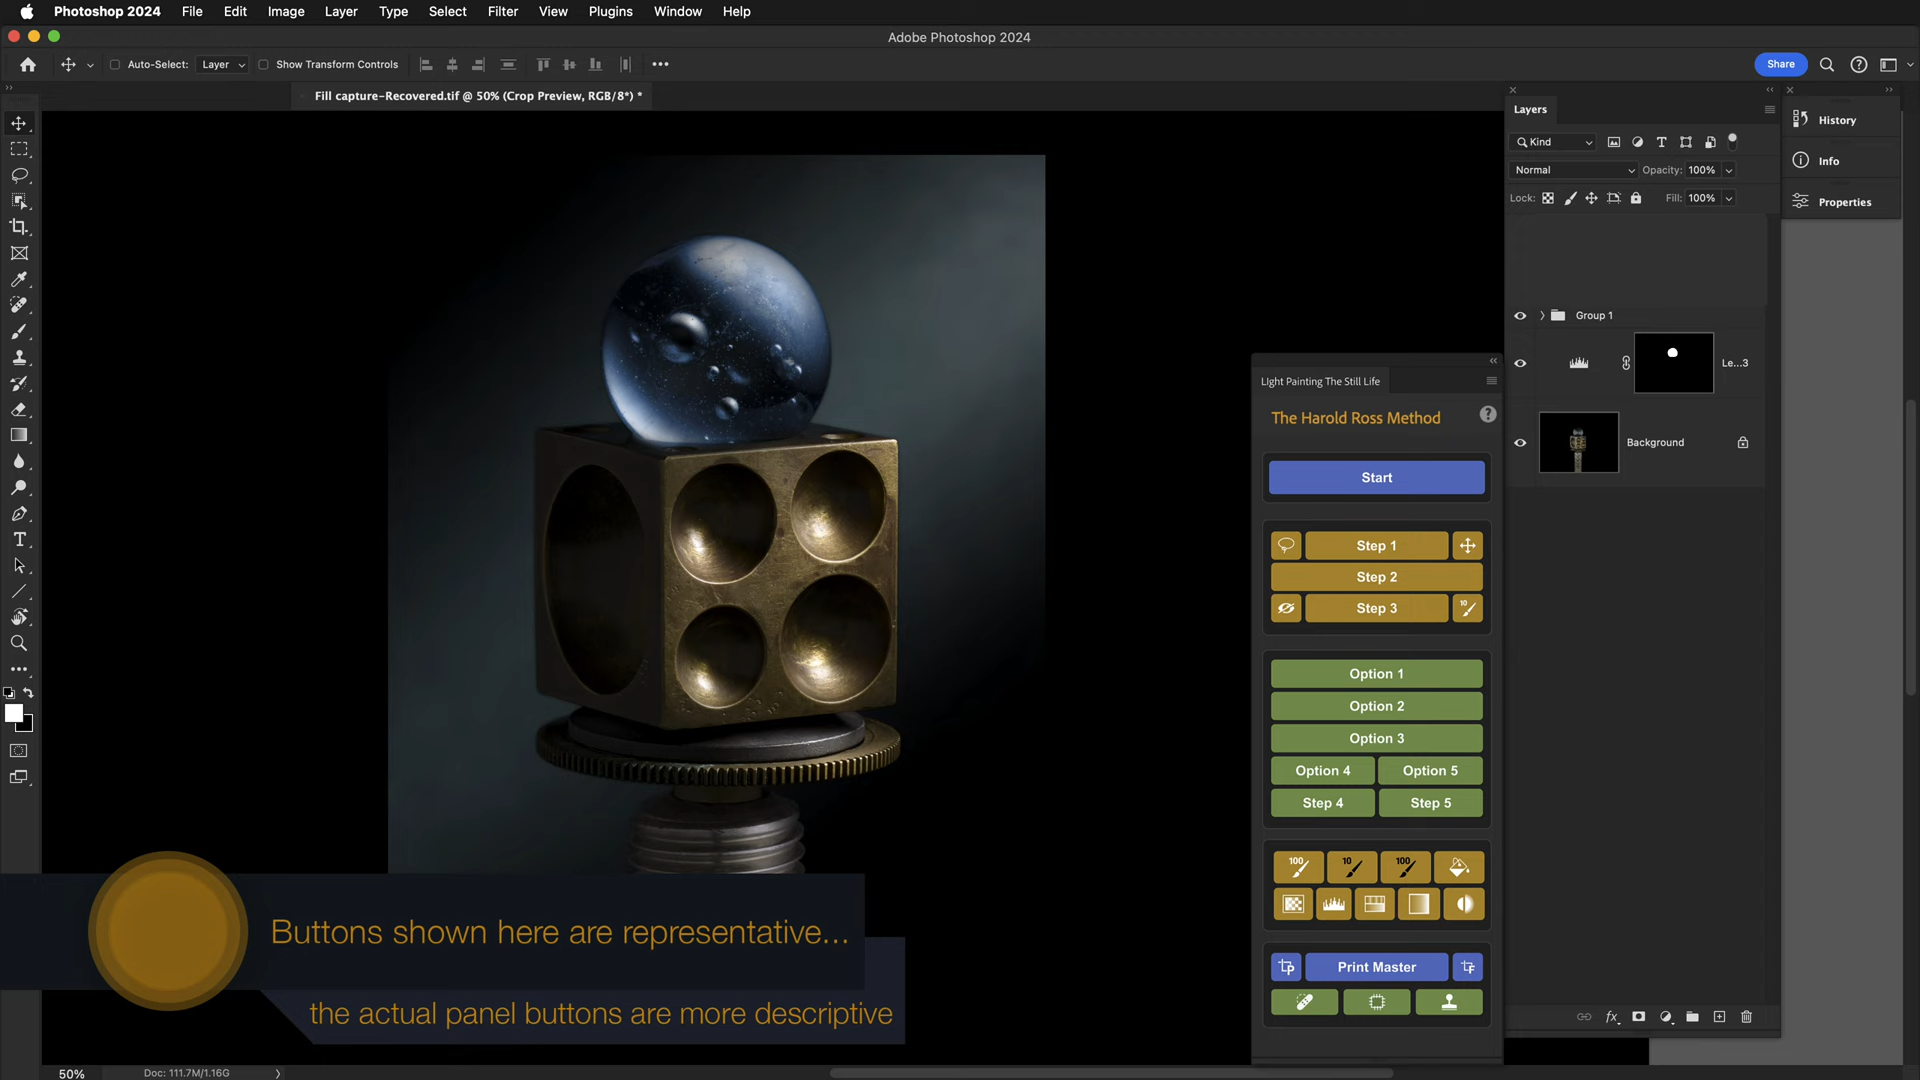 Photoshop 2024 File Edit Image Layer Type Select Filter View Plugins Window Help
Adobe Photoshop 2024
Auto-Select: Layer Show Transform Controls
Share
Fill capture-Recovered.tif @ 50% (Crop Preview, RGB/8*) *
Layers
Kind
Normal Opacity: 100%
Lock: Fill: 100%
Group 1
Le...3
Background
History
Info
Properties
LIght Painting The Still Life
The Harold Ross Method
?
Start
Step 1
Step 2
Step 3
10
Option 1
Option 2
Option 3
Option 4 Option 5
Step 4 Step 5
100 10 100
P Print Master F
Buttons shown here are representative...
the actual panel buttons are more descriptive
fx
50% Doc: 111.7M/1.16G